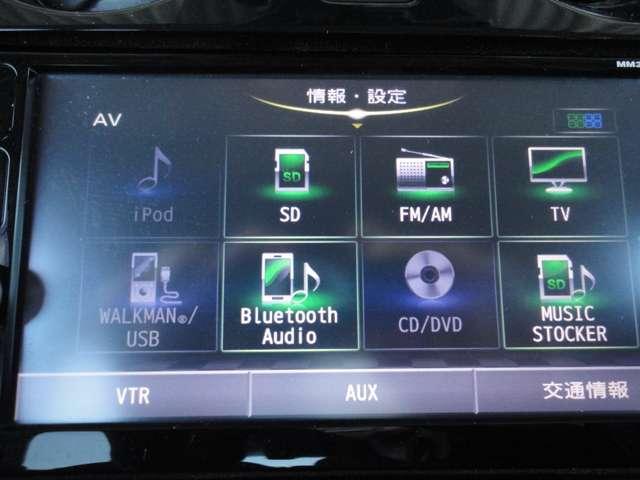 情報・設定
AV
iPod
SD
FM/AM
TV
SD
SD
WALKMAN®/
USB
Bluetooth
Audio
CD/DVD
MUSIC
STOCKER
VTR
AUX
交通情報